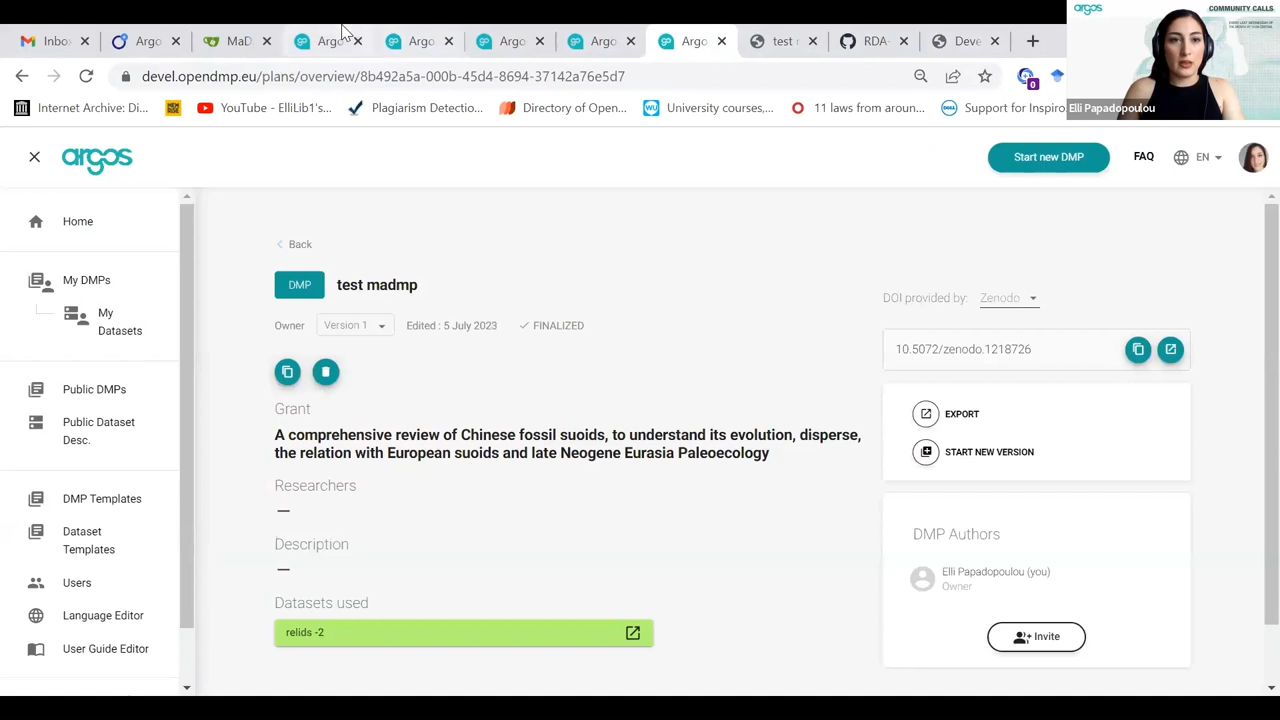 argos
COMMUNITY CALLS
Inbo
Argo
MaD
Argo
Argo
Argo
Argo
Argo
test
RDA-
Deve
devel.opendmp.eu/plans/overview/8b492a5a-000b-45d4-8694-37142a76e5d7
0
Elli Papadopoulou
Internet Archive: Di...
YouTube - ElliLib1's...
Plagiarism Detectio...
Directory of Open...
University courses,...
11 laws from aroun...
Support for Inspiro
argos
Start new DMP
FAQ
EN
Home
My DMPs
My
Datasets
Public DMPs
Public Dataset
Desc.
DMP Templates
Dataset
Templates
Users
Language Editor
User Guide Editor
Back
DMP
test madmp
Owner
Version 1
Edited : 5 July 2023
FINALIZED
Grant
A comprehensive review of Chinese fossil suoids, to understand its evolution, disperse,
the relation with European suoids and late Neogene Eurasia Paleoecology
Researchers
—
Description
—
Datasets used
relids -2
DOI provided by:
Zenodo
10.5072/zenodo.1218726
EXPORT
START NEW VERSION
DMP Authors
Elli Papadopoulou (you)
Owner
Invite